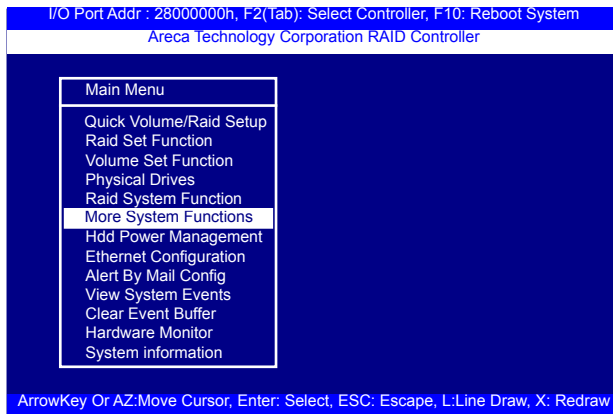 I/O Port Addr : 28000000h, F2(Tab): Select Controller, F10: Reboot System
Areca Technology Corporation RAID Controller
Main Menu
Quick Volume/Raid Setup
Raid Set Function
Volume Set Function
Physical Drives
Raid System Function
More System Functions
Hdd Power Management
Ethernet Configuration
Alert By Mail Config
View System Events
Clear Event Buffer
Hardware Monitor
System information
ArrowKey Or AZ:Move Cursor, Enter: Select, ESC: Escape, L:Line Draw, X: Redraw